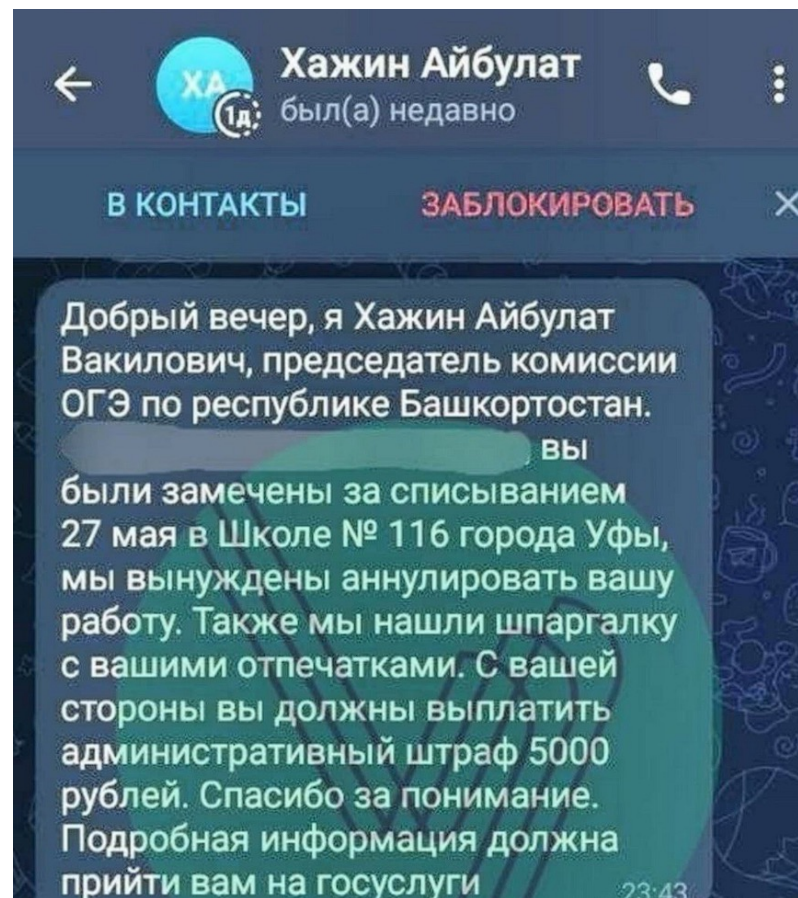 Хажин Айбулат
ХА
1д
был(а) недавно
В КОНТАКТЫ ЗАБЛОКИРОВАТЬ
Добрый вечер, я Хажин Айбулат
Вакилович, председатель комиссии
ОГЭ по республике Башкортостан.
, вы
были замечены за списыванием
27 мая в Школе № 116 города Уфы,
мы вынуждены аннулировать вашу
работу. Также мы нашли шпаргалку
с вашими отпечатками. С вашей
стороны вы должны выплатить
административный штраф 5000
рублей. Спасибо за понимание.
Подробная информация должна
прийти вам на госуслуги
23:43